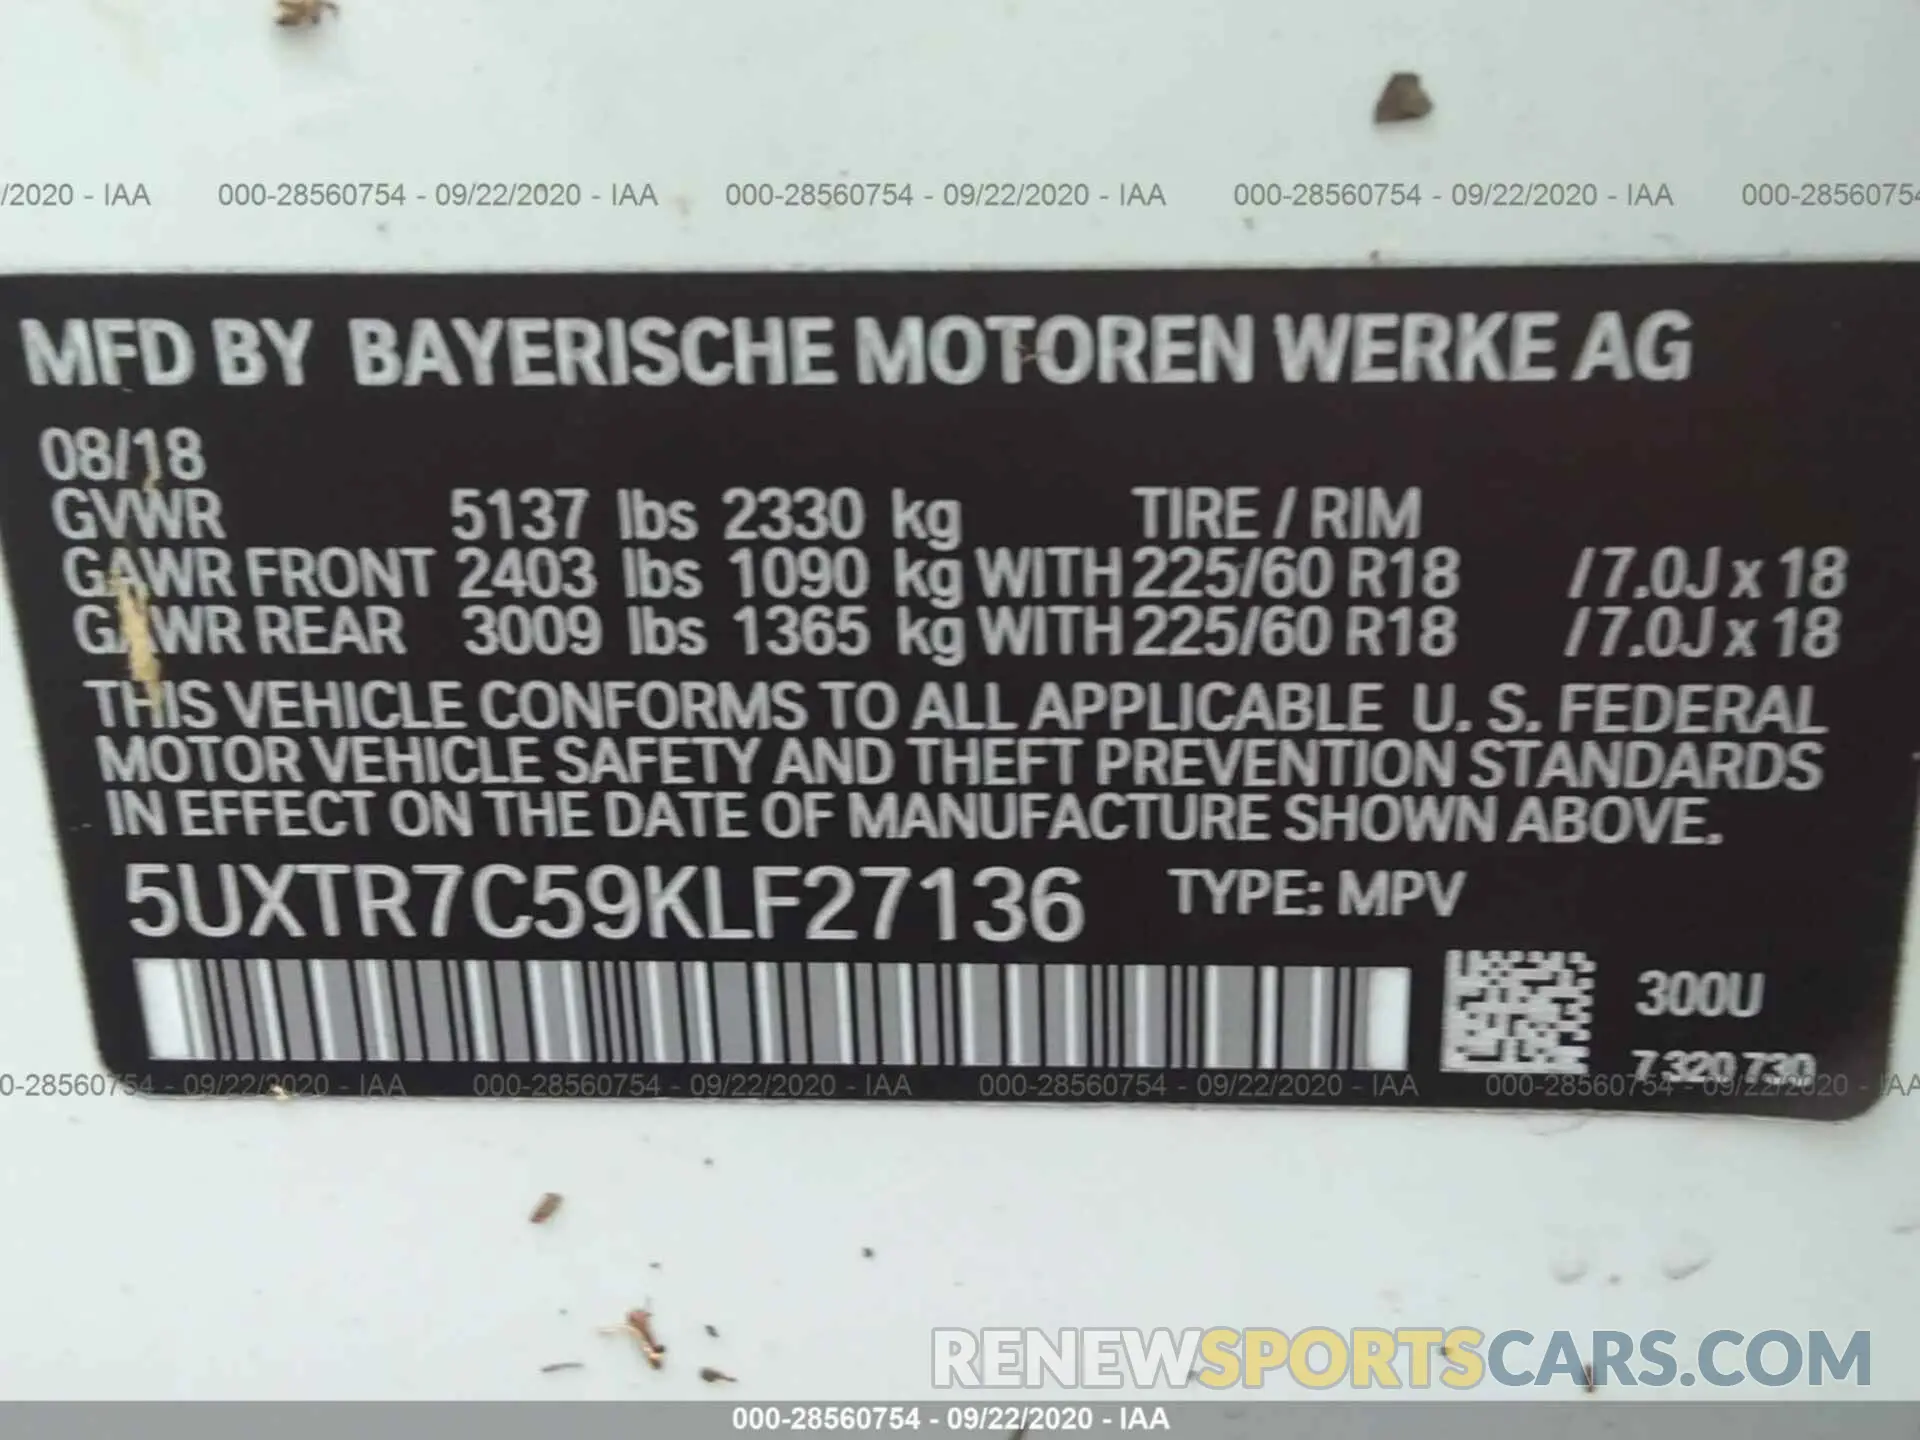 /2020 - IAA 000-28560754 - 09/22/2020 - IAA 000-28560754 - 09/22/2020 - IAA 000-28560754 - 09/22/2020 - IAA 000-28560754
MFD BY BAYERISCHE MOTOREN WERKE AG
08/18
GVWR 5137 lbs 2330 kg TIRE / RIM
GAWR FRONT 2403 lbs 1090 kg WITH 225/60 R18 / 7.0J x 18
GAWR REAR 3009 lbs 1365 kg WITH 225/60 R18 / 7.0J x 18
THIS VEHICLE CONFORMS TO ALL APPLICABLE U. S. FEDERAL
MOTOR VEHICLE SAFETY AND THEFT PREVENTION STANDARDS
IN EFFECT ON THE DATE OF MANUFACTURE SHOWN ABOVE.
5UXTR7C59KLF27136 TYPE: MPV
300U
7 320 730
0-28560754 - 09/22/2020 - IAA 000-28560754 - 09/22/2020 - IAA 000-28560754 - 09/22/2020 - IAA 000-28560754 - 09/22/2020 - IAA
RENEWSPORTSCARS.COM
000-28560754 - 09/22/2020 - IAA